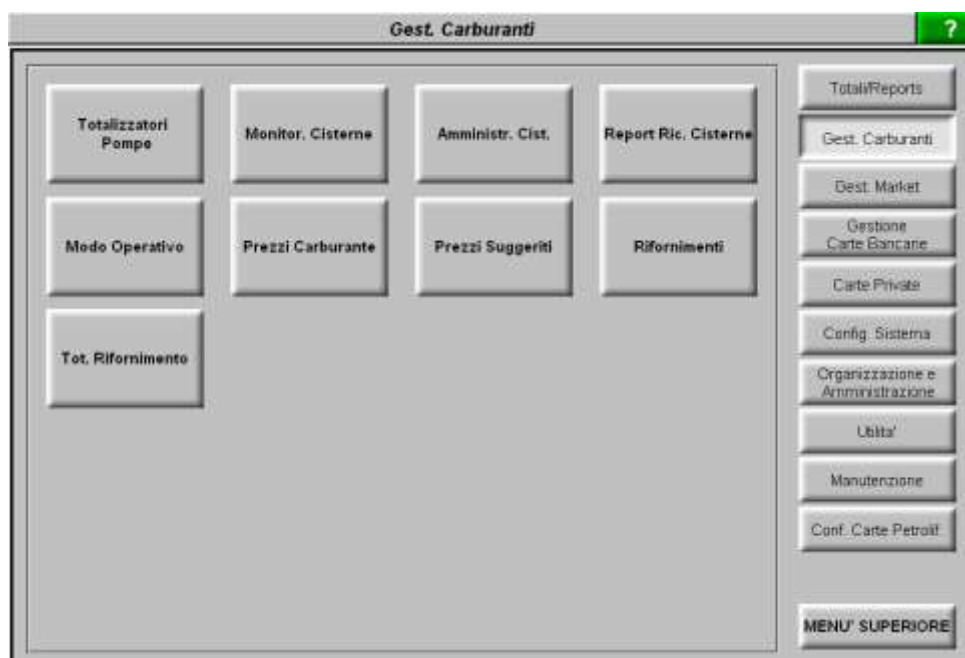 Gest. Carburanti
?
Totalizzatori
Pompe
Monitor. Cisterne
Amministr. Cist.
Report Ric. Cisterne
Modo Operativo
Prezzi Carburante
Prezzi Suggeriti
Rifornimenti
Tot. Rifornimento
Totali/Reports
Gest. Carburanti
Gest. Market
Gestione
Carte Bancarie
Carte Private
Config. Sistema
Organizzazione e
Amministrazione
Utilita'
Manutenzione
Conf. Carte Petrolif.
MENU' SUPERIORE